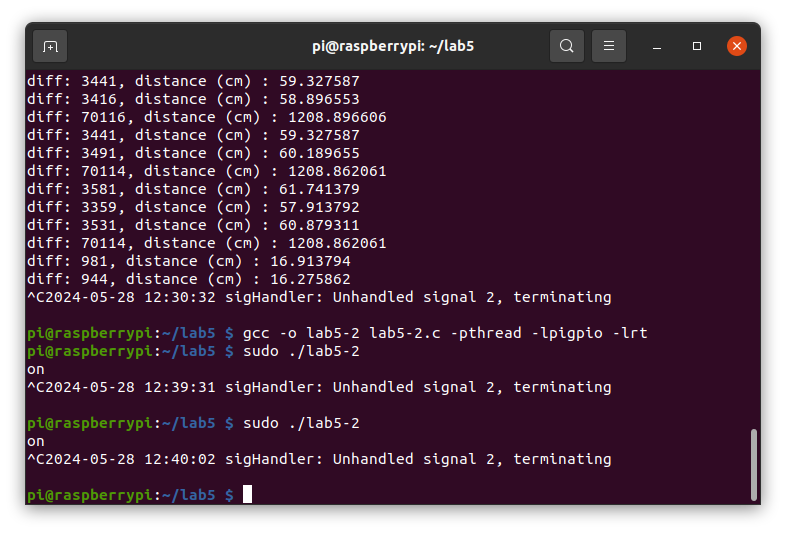 pi@raspberrypi: ~/lab5
diff: 3441, distance (cm) : 59.327587
diff: 3416, distance (cm) : 58.896553
diff: 70116, distance (cm) : 1208.896606
diff: 3441, distance (cm) : 59.327587
diff: 3491, distance (cm) : 60.189655
diff: 70114, distance (cm) : 1208.862061
diff: 3581, distance (cm) : 61.741379
diff: 3359, distance (cm) : 57.913792
diff: 3531, distance (cm) : 60.879311
diff: 70114, distance (cm) : 1208.862061
diff: 981, distance (cm) : 16.913794
diff: 944, distance (cm) : 16.275862
^C2024-05-28 12:30:32 sigHandler: Unhandled signal 2, terminating
pi@raspberrypi:~/lab5 $ gcc -o lab5-2 lab5-2.c -pthread -lpigpio -lrt
pi@raspberrypi:~/lab5 $ sudo ./lab5-2
on
^C2024-05-28 12:39:31 sigHandler: Unhandled signal 2, terminating
pi@raspberrypi:~/lab5 $ sudo ./lab5-2
on
^C2024-05-28 12:40:02 sigHandler: Unhandled signal 2, terminating
pi@raspberrypi:~/lab5 $